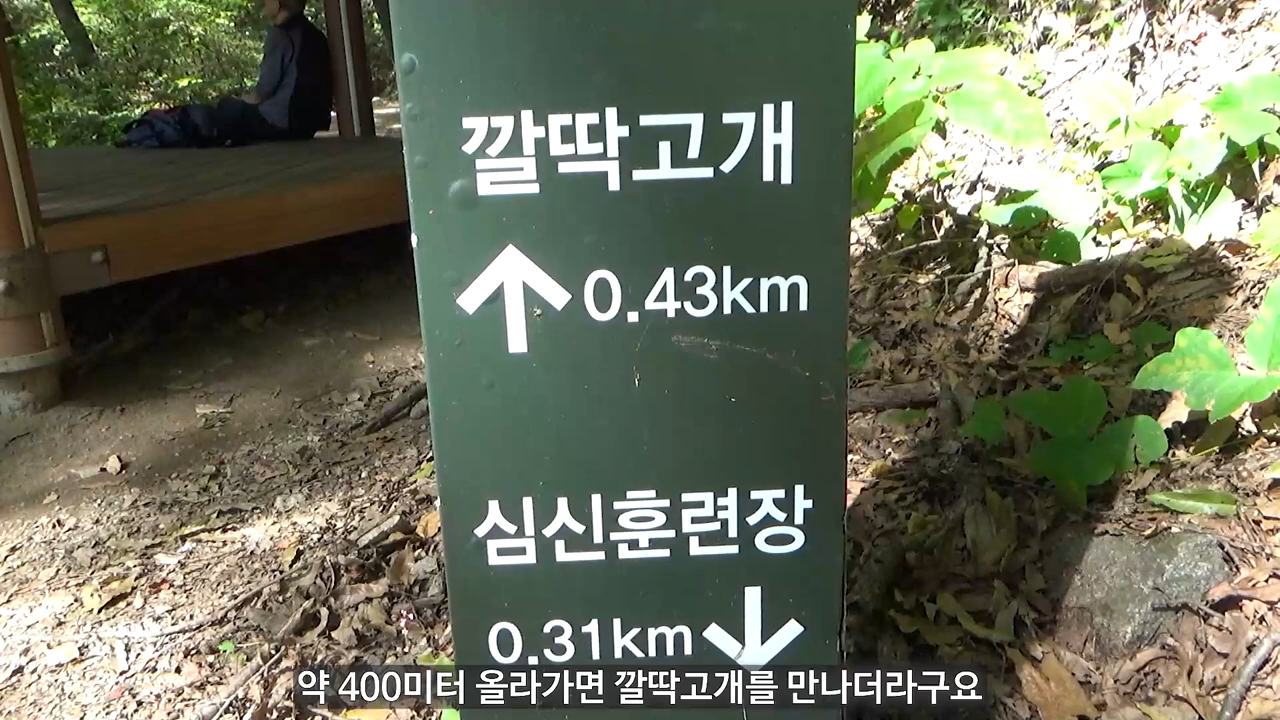 깔딱고개
↑ 0.43km
심신훈련장
0.31km ↓
약 400미터 올라가면 깔딱고개를 만나더라구요